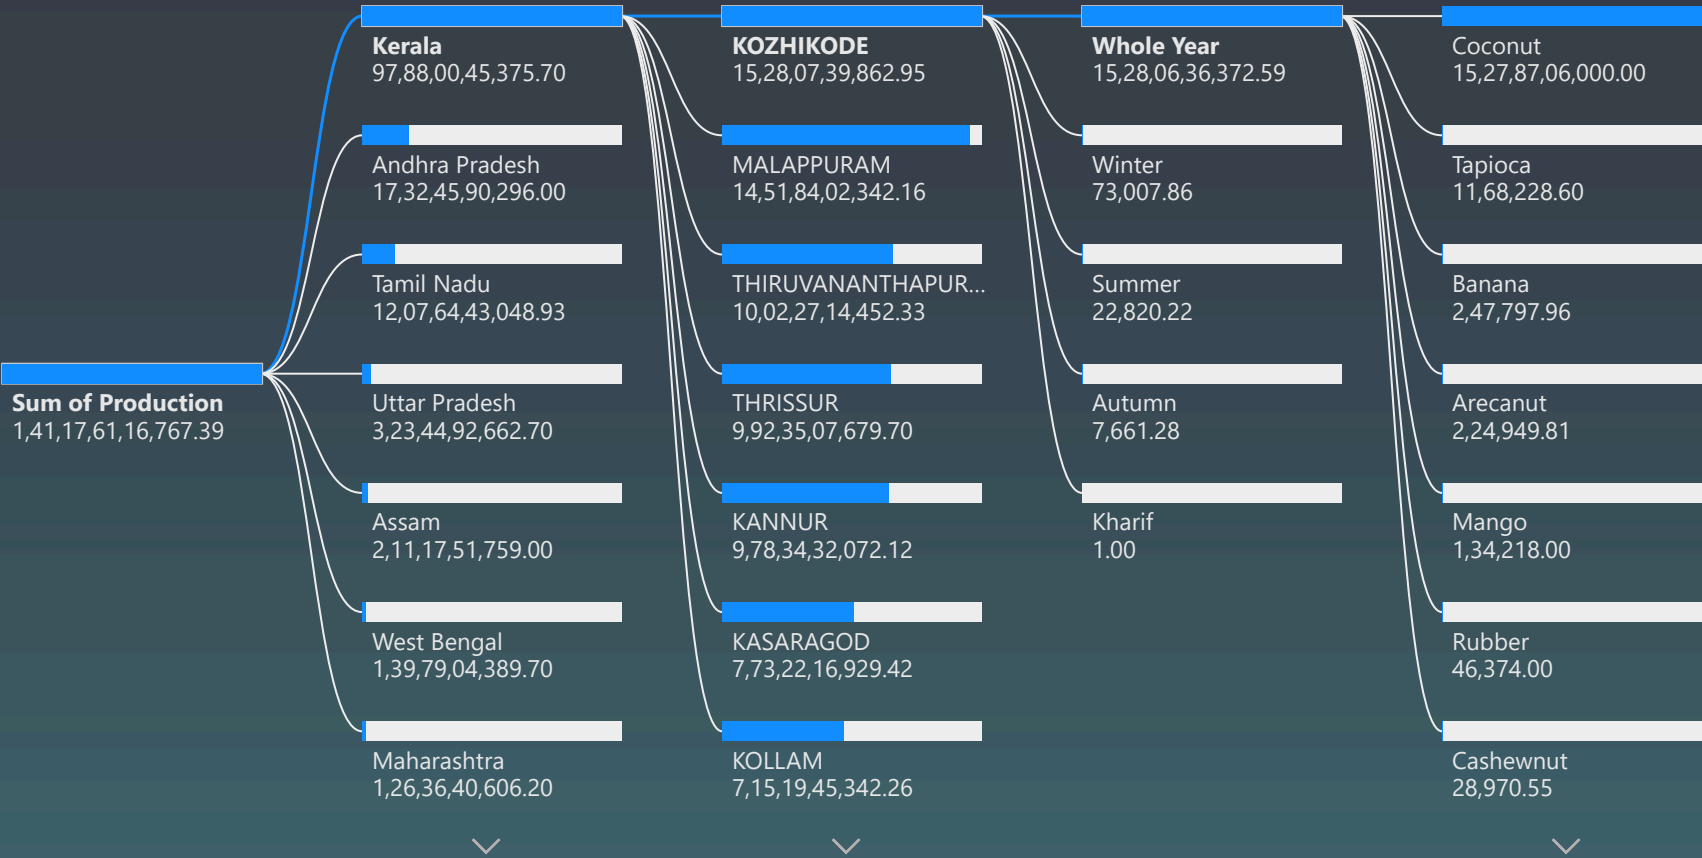 Sum of Production
1,41,17,61,16,767.39
Kerala
97,88,00,45,375.70
Andhra Pradesh
17,32,45,90,296.00
Tamil Nadu
12,07,64,43,048.93
Uttar Pradesh
3,23,44,92,662.70
Assam
2,11,17,51,759.00
West Bengal
1,39,79,04,389.70
Maharashtra
1,26,36,40,606.20
KOZHIKODE
15,28,07,39,862.95
MALAPPURAM
14,51,84,02,342.16
THIRUVANANTHAPUR...
10,02,27,14,452.33
THRISSUR
9,92,35,07,679.70
KANNUR
9,78,34,32,072.12
KASARAGOD
7,73,22,16,929.42
KOLLAM
7,15,19,45,342.26
Whole Year
15,28,06,36,372.59
Winter
73,007.86
Summer
22,820.22
Autumn
7,661.28
Kharif
1.00
Coconut
15,27,87,06,000.00
Tapioca
11,68,228.60
Banana
2,47,797.96
Arecanut
2,24,949.81
Mango
1,34,218.00
Rubber
46,374.00
Cashewnut
28,970.55